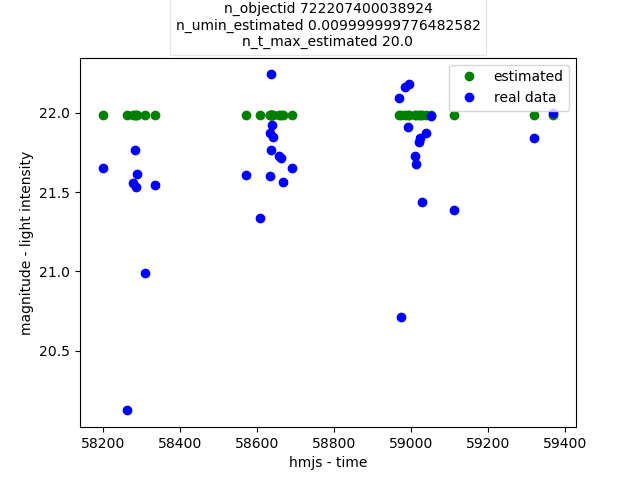 n_objectid 722207400038924
n_umin_estimated 0.009999999776482582
n_t_max_estimated 20.0
estimated
real data
22.0
21.5
21.0
20.5
magnitude - light intensity
58200 58400 58600 58800 59000 59200 59400
hmjs - time